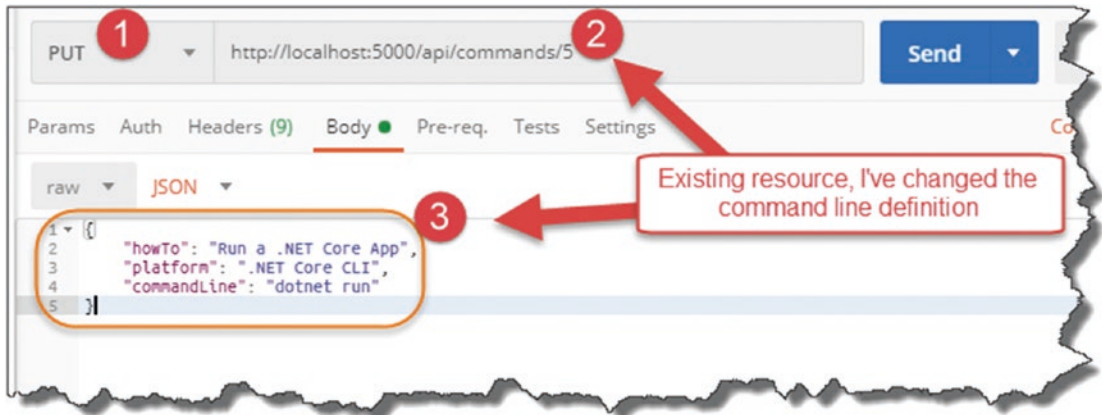 PUT 1 http://localhost:5000/api/commands/5 2 Send
Params Auth Headers (9) Body Pre-req. Tests Settings Co
raw JSON
Existing resource, I've changed the
command line definition
3
1 {
2 "howTo": "Run a .NET Core App",
3 "platform": ".NET Core CLI",
4 "commandLine": "dotnet run"
5 }